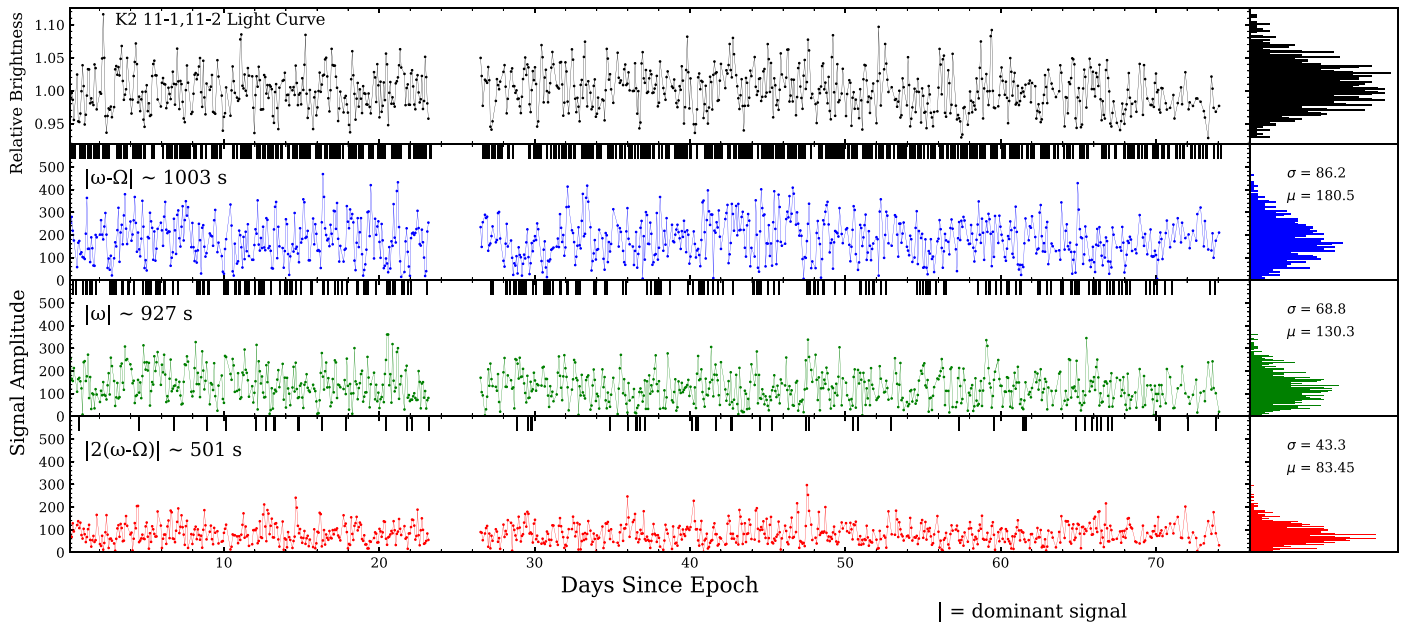 K2 11-1,11-2 Light Curve
Relative Brightness
1.10
1.05
1.00
0.95
|ω-Ω| ~ 1003 s
500
400
300
200
100
0
σ = 86.2
μ = 180.5
Signal Amplitude
|ω| ~ 927 s
500
400
300
200
100
0
σ = 68.8
μ = 130.3
|2(ω-Ω)| ~ 501 s
500
400
300
200
100
0
σ = 43.3
μ = 83.45
10 20 30 40 50 60 70
Days Since Epoch
| = dominant signal